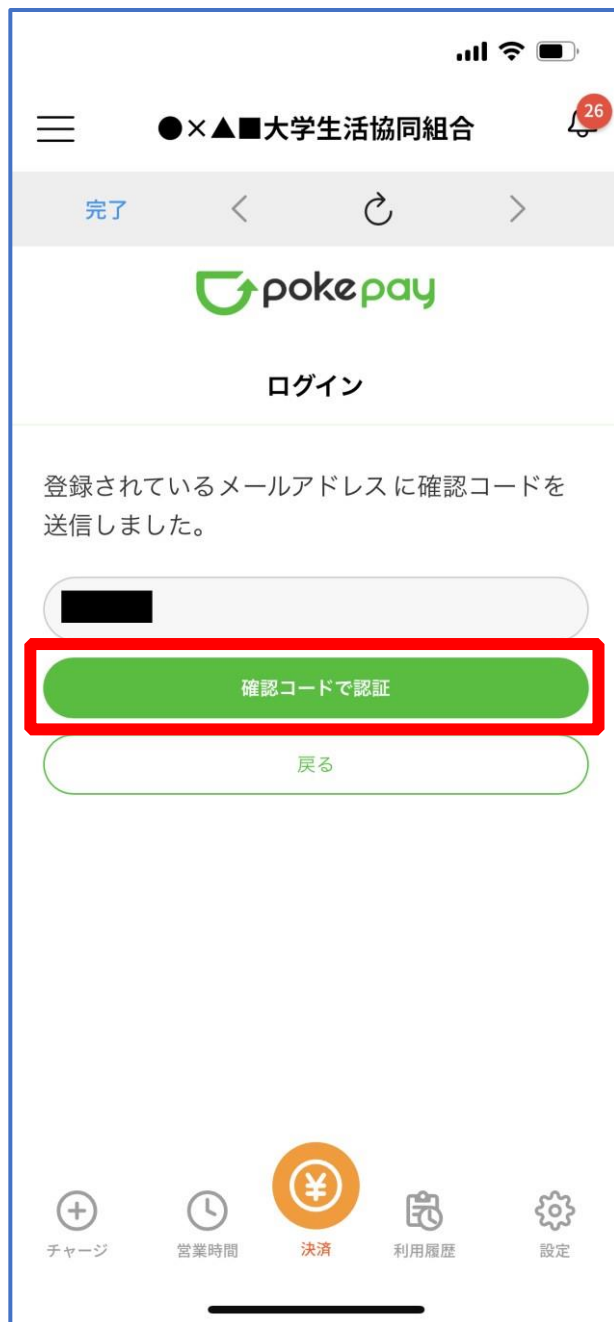 26
●×▲■大学生活協同組合
完了
pokepay
ログイン
登録されているメールアドレスに確認コードを
送信しました。
確認コードで認証
戻る
¥
チャージ 営業時間 決済 利用履歴 設定